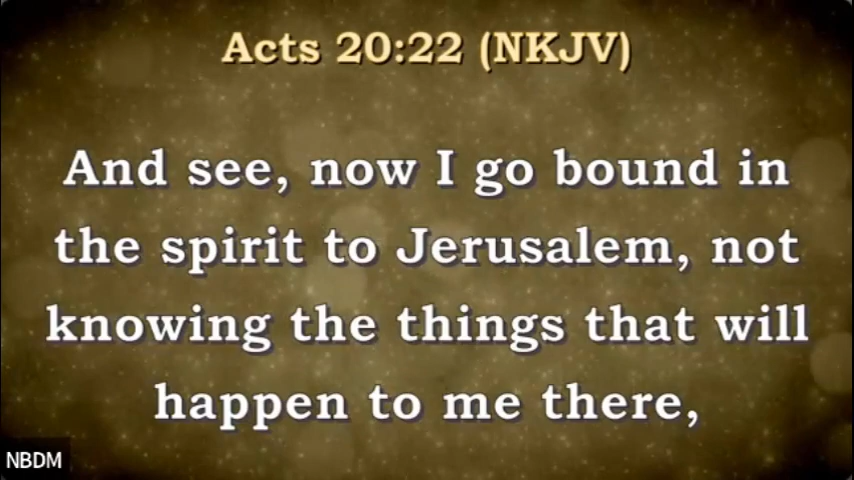 Acts 20:22 (NKJV)
And see, now I go bound in
the spirit to Jerusalem, not
knowing the things that will
happen to me there,
NBDM